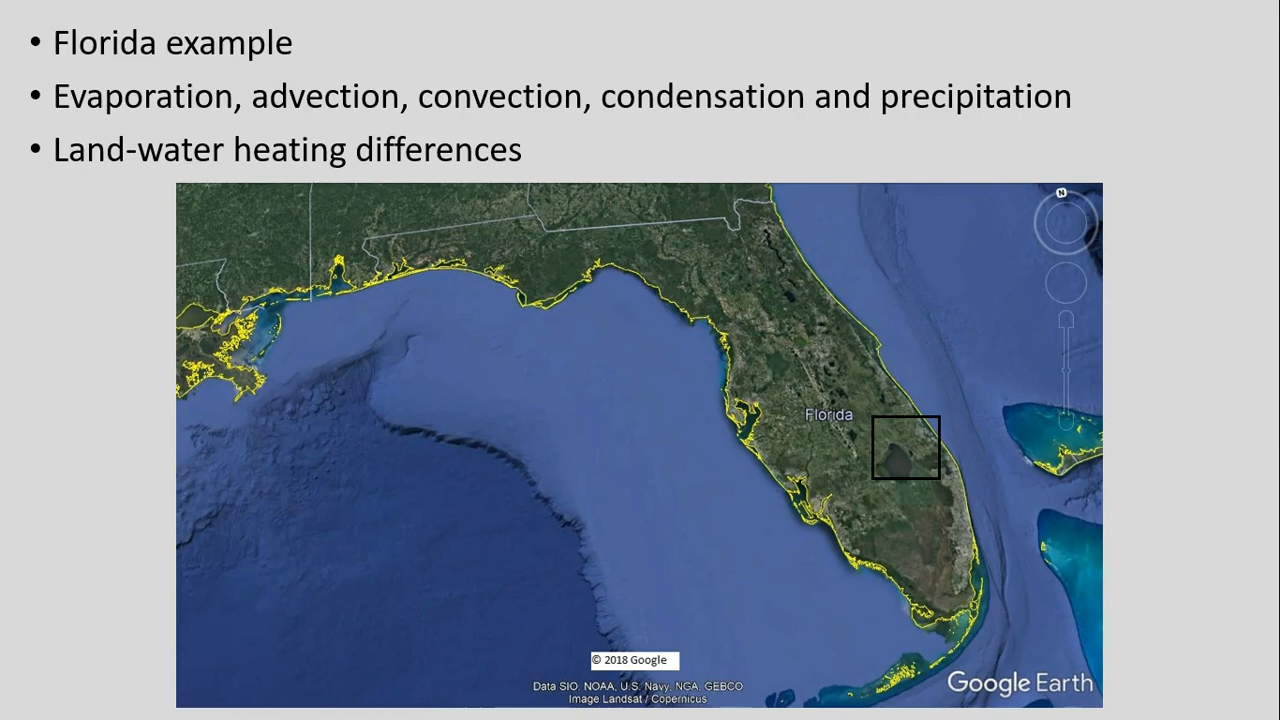 • Florida example
• Evaporation, advection, convection, condensation and precipitation
• Land-water heating differences
N
Florida
© 2018 Google
Data SIO, NOAA, U.S. Navy, NGA, GEBCO
Image Landsat / Copernicus
Google Earth